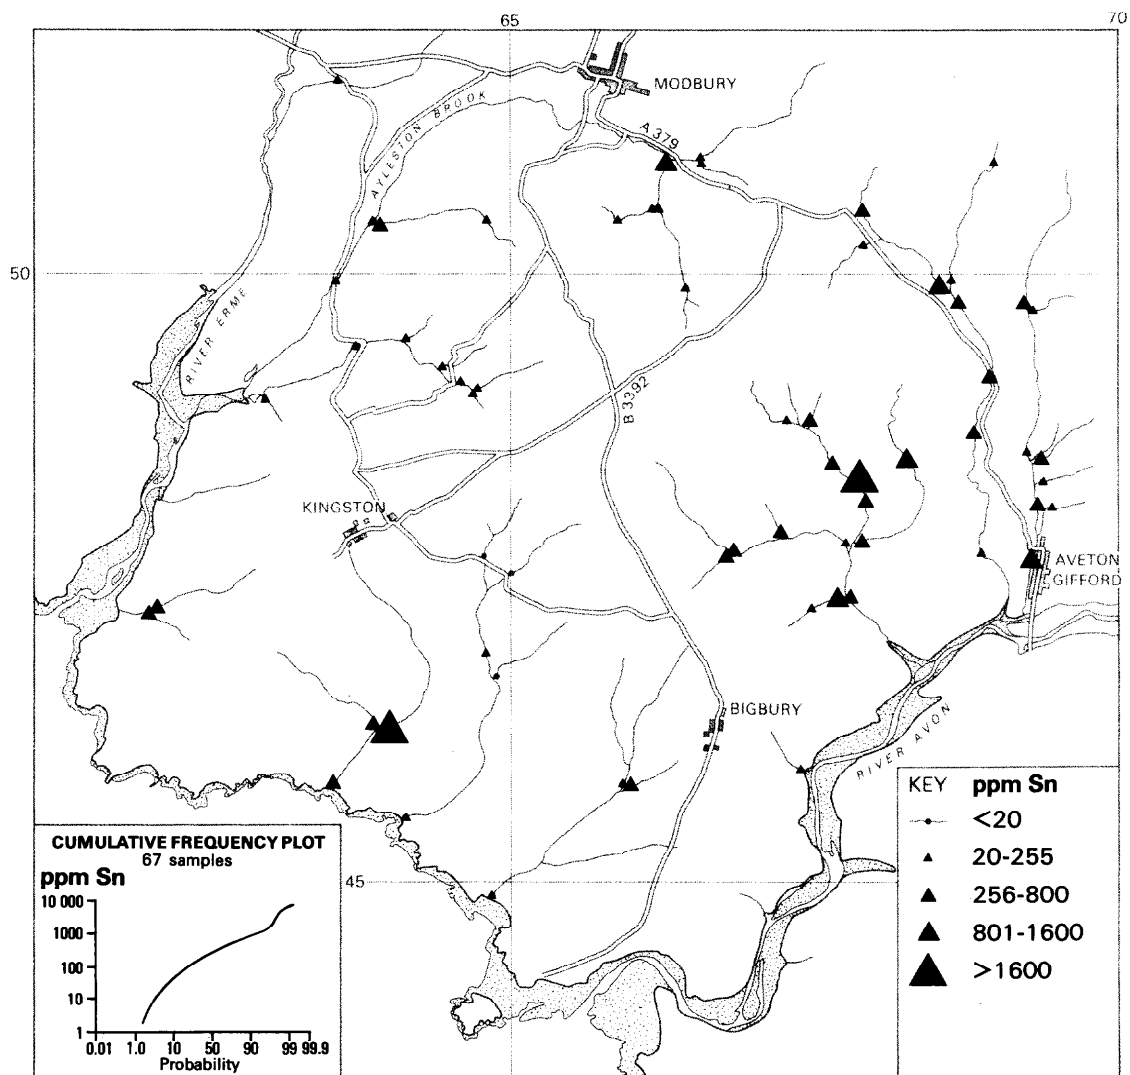 65
70
MODBURY
A 379
AYLESTON BROOK
50
RIVER ERME
B 3392
KINGSTON
AVETON
GIFFORD
BIGBURY
RIVER AVON
45
KEY ppm Sn
<20
20-255
256-800
801-1600
>1600
CUMULATIVE FREQUENCY PLOT
67 samples
ppm Sn
10 000
1000
100
10
1
0.01 1.0 10 50 90 99 99.9
Probability